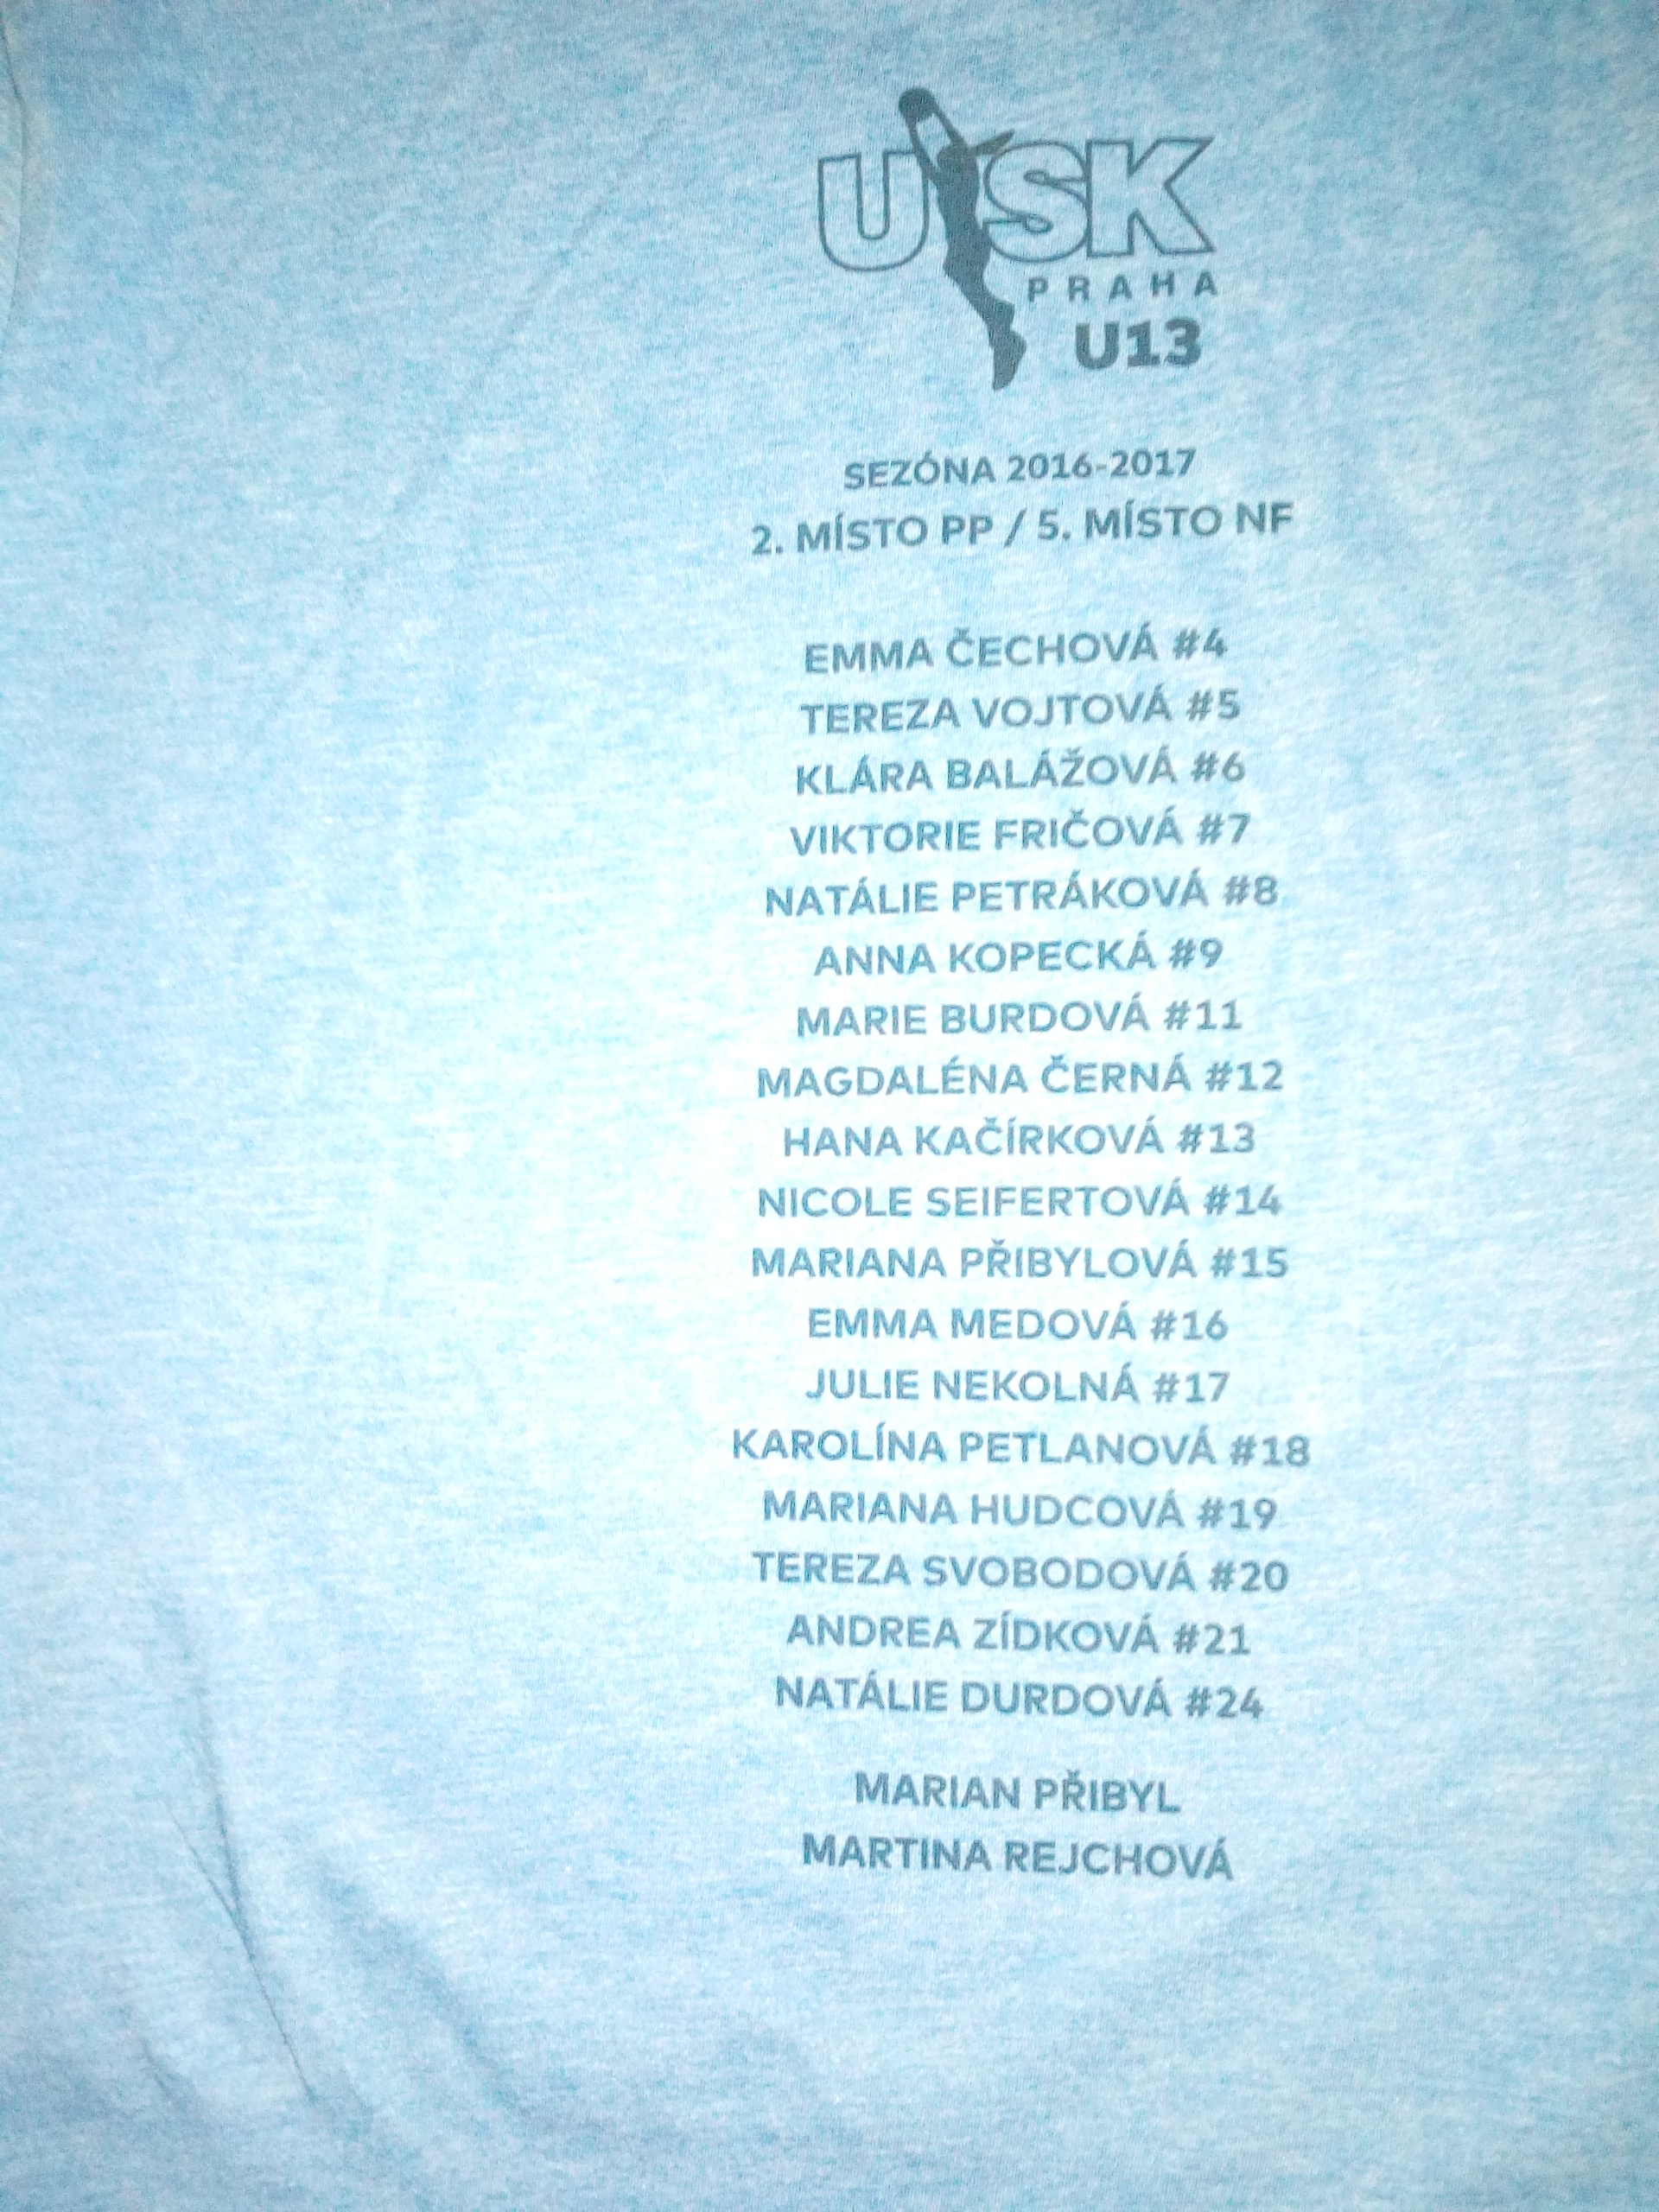 USK
PRAHA
U13
SEZÓNA 2016-2017
2. MÍSTO PP / 5. MÍSTO NF
EMMA ČECHOVÁ #4
TEREZA VOJTOVÁ #5
KLÁRA BALÁŽOVÁ #6
VIKTORIE FRIČOVÁ #7
NATÁLIE PETRÁKOVÁ #8
ANNA KOPECKÁ #9
MARIE BURDOVÁ #11
MAGDALÉNA ČERNÁ #12
HANA KAČÍRKOVÁ #13
NICOLE SEIFERTOVÁ #14
MARIANA PŘIBYLOVÁ #15
EMMA MEDOVÁ #16
JULIE NEKOLNÁ #17
KAROLÍNA PETLANOVÁ #18
MARIANA HUDCOVÁ #19
TEREZA SVOBODOVÁ #20
ANDREA ZÍDKOVÁ #21
NATÁLIE DURDOVÁ #24
MARIAN PŘIBYL
MARTINA REJCHOVÁ